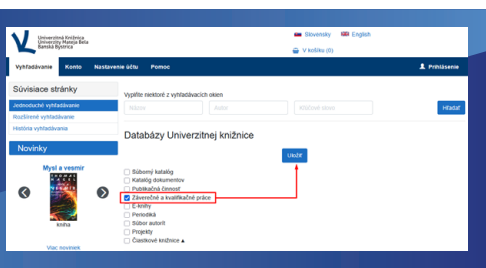 Univerzitná Knižnica
Univerzity Mateja Bela
Banská Bystrica
Slovensky English
V košíku (0)
Vyhľadávanie Konto Nastavenie účtu Pomoc Prihlásenie
Súvisiace stránky
Jednoduché vyhľadávanie
Rozšírené vyhľadávanie
História vyhľadávania
Novinky
Mysl a vesmír
THOMAS
NAGEL
kniha
Viac noviniek
Vyplňte niektoré z vyhľadávacích okien
Názov Autor Kľúčové slová Hľadať
Databázy Univerzitnej knižnice
Uložiť
Súborný katalóg
Katalóg dokumentov
Publikačná činnosť
Záverečné a kvalifikačné práce
E-knihy
Periodiká
Súbor autorít
Projekty
Čiastkové knižnice ▲